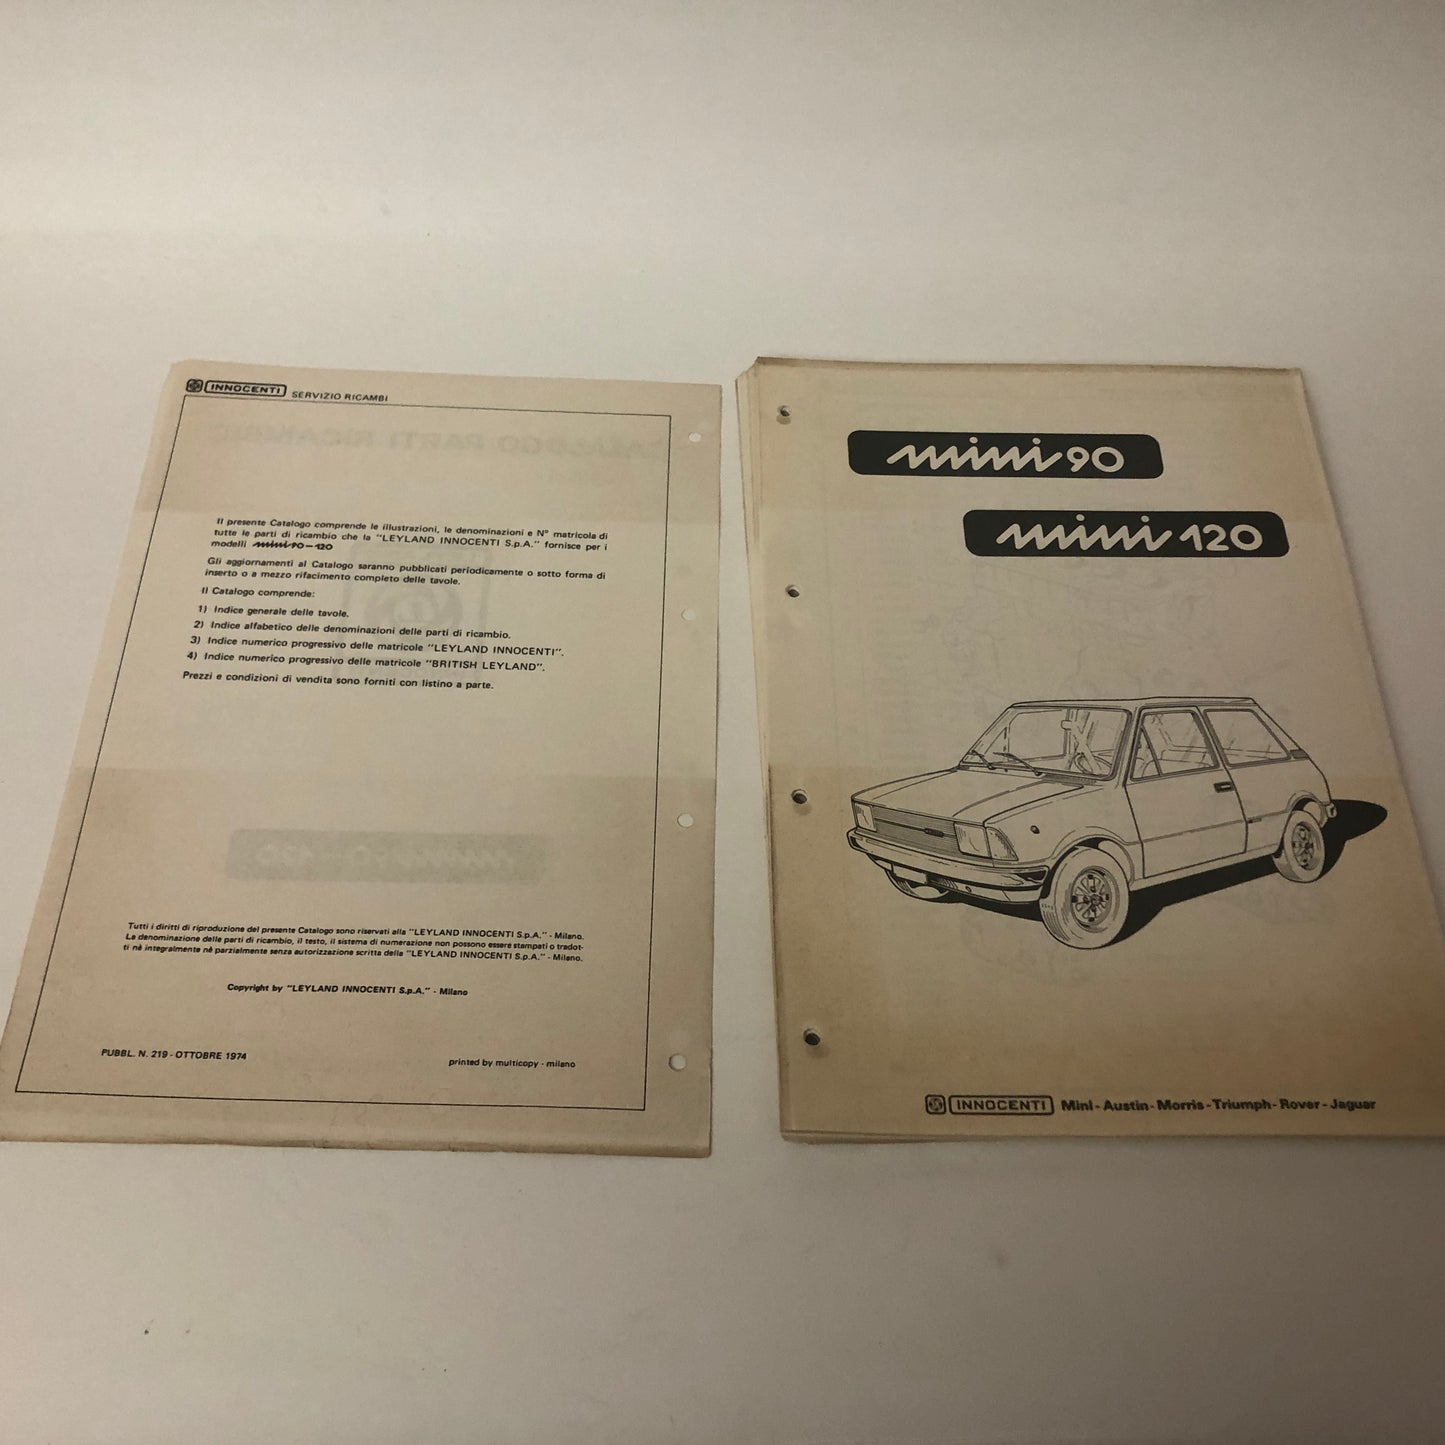 INNOCENTI SERVIZIO RICAMBI
Il presente Catalogo comprende le illustrazioni, le denominazioni e N° matricola di
tutte le parti di ricambio che la "LEYLAND INNOCENTI S.p.A." fornisce per i
modelli mini 90-120
Gli aggiornamenti al Catalogo saranno pubblicati periodicamente o sotto forma di
inserto o a mezzo rifacimento completo delle tavole.
Il Catalogo comprende:
1) Indice generale delle tavole.
2) Indice alfabetico delle denominazioni delle parti di ricambio.
3) Indice numerico progressivo delle matricole "LEYLAND INNOCENTI".
4) Indice numerico progressivo delle matricole "BRITISH LEYLAND".
Prezzi e condizioni di vendita sono forniti con listino a parte.
Tutti i diritti di riproduzione del presente Catalogo sono riservati alla "LEYLAND INNOCENTI S.p.A." - Milano.
La denominazione delle parti di ricambio, il testo, il sistema di numerazione non possono essere stampati o tradot-
ti nè integralmente nè parzialmente senza autorizzazione scritta della "LEYLAND INNOCENTI S.p.A." - Milano.
Copyright by "LEYLAND INNOCENTI S.p.A." - Milano
PUBBL. N. 219 - OTTOBRE 1974
printed by multicopy - milano
mini 90
mini 120
INNOCENTI Mini - Austin - Morris - Triumph - Rover - Jaguar